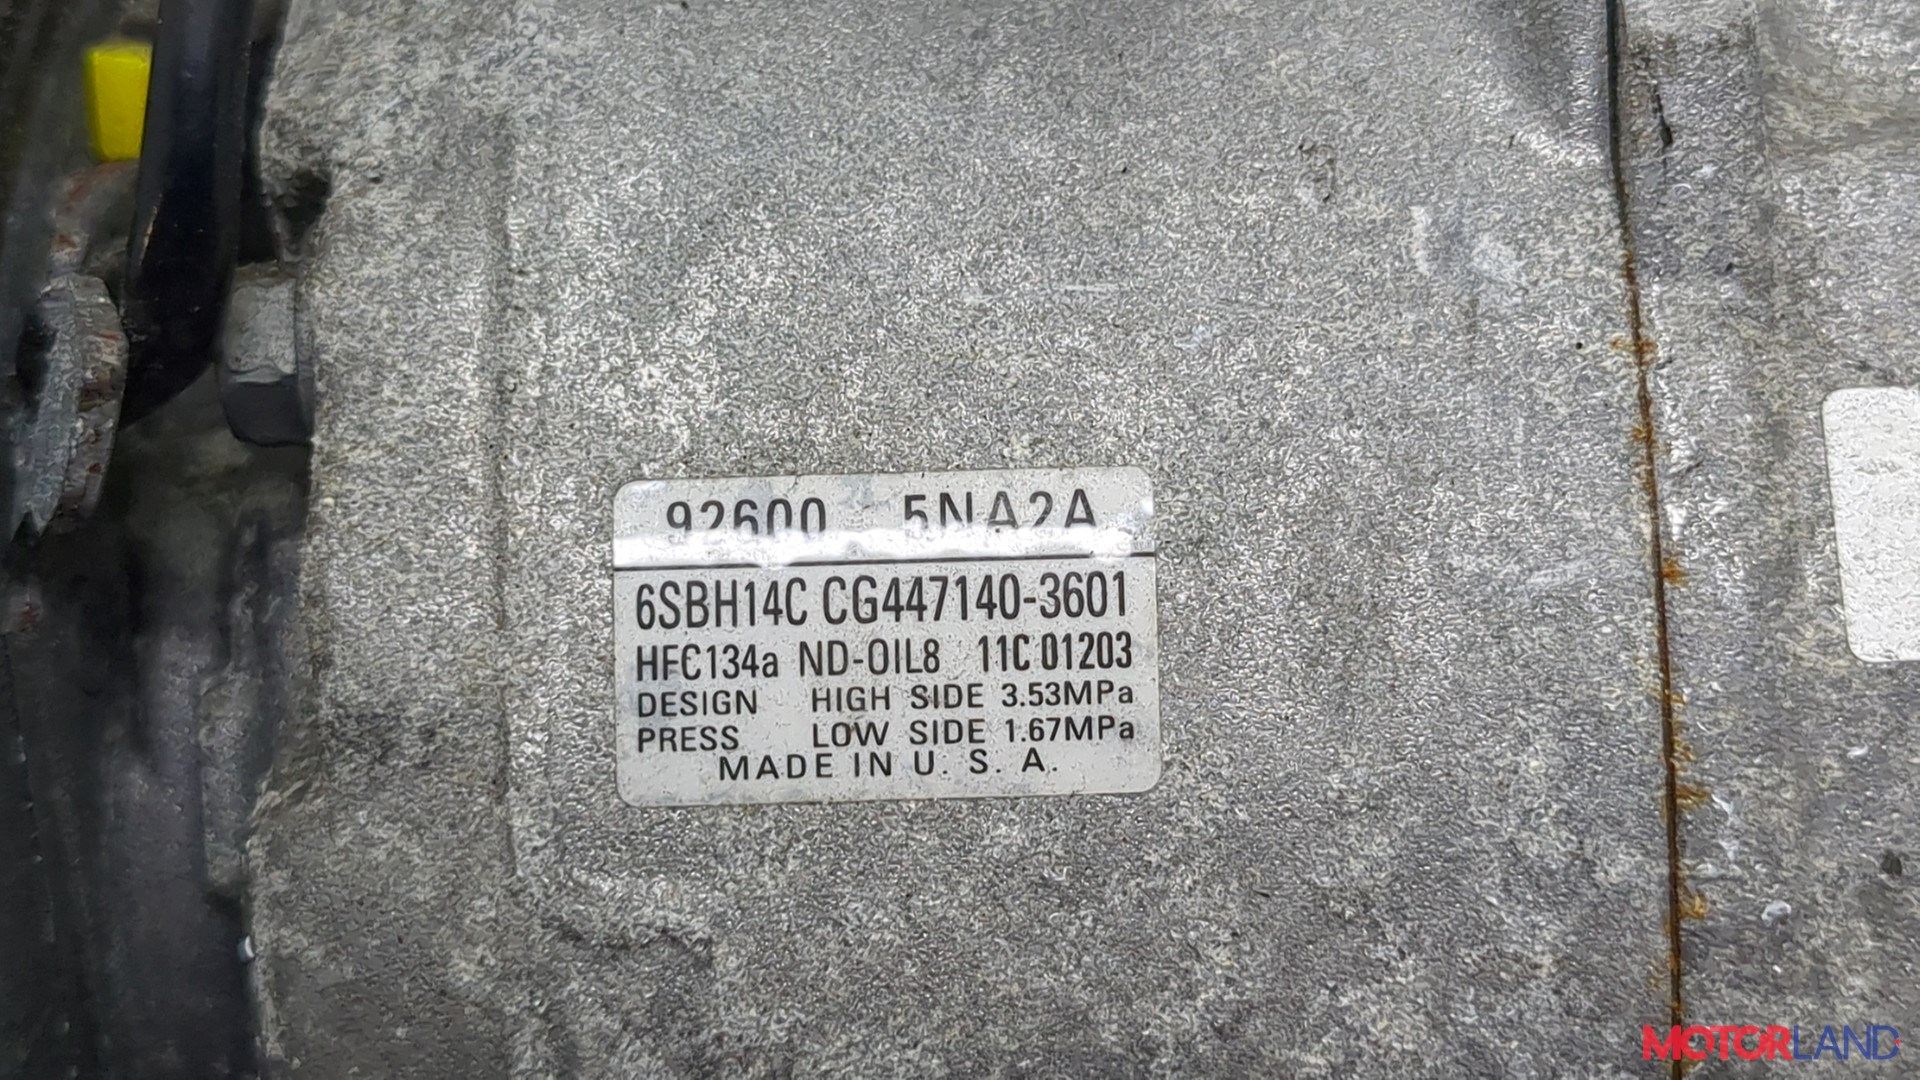 92600 5NA2A
6SBH14C CG447140-3601
HFC134a ND-OIL8 11C 01203
DESIGN HIGH SIDE 3.53MPa
PRESS LOW SIDE 1.67MPa
MADE IN U. S. A.
MOTORLAND